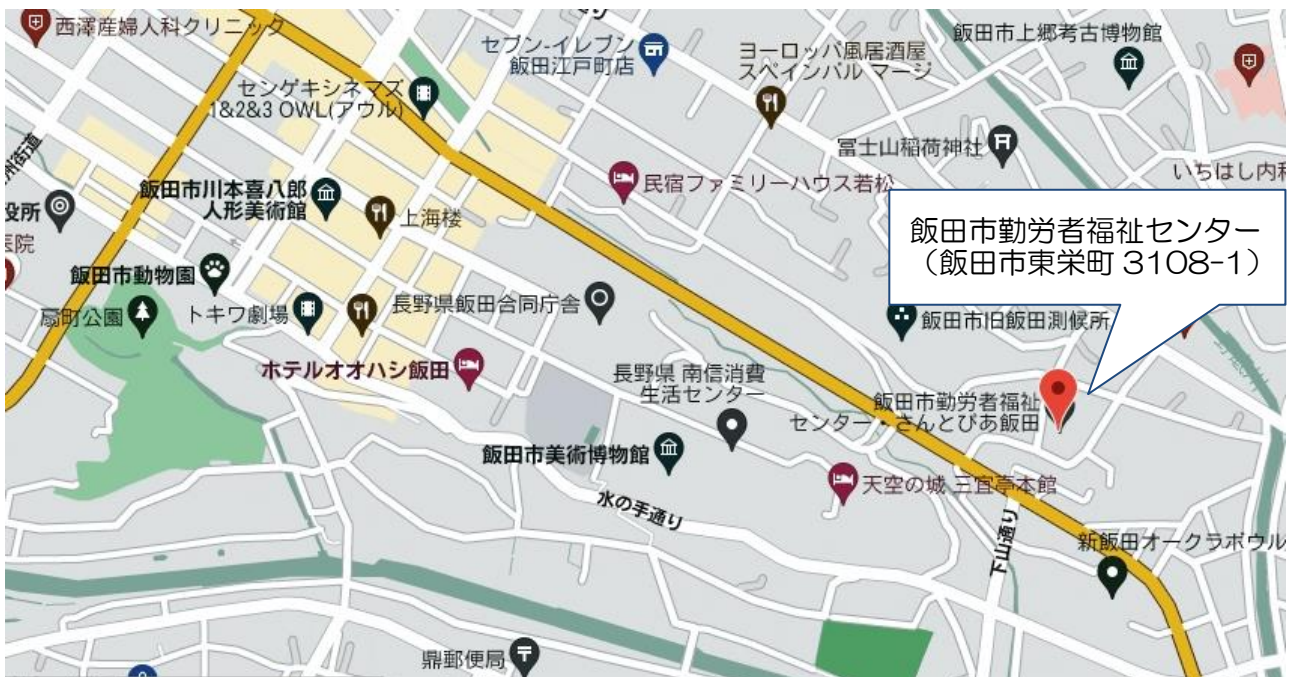 西澤産婦人科クリニック
セブン-イレブン
飯田江戸町店
ヨーロッパ風居酒屋
スペインバル マージ
飯田市上郷考古博物館
センゲキシネマズ
1&2&3 OWL(アウル)
冨士山稲荷神社
いちはし内科
州街道
飯田市川本喜八郎
人形美術館
民宿ファミリーハウス若松
役所
上海楼
医院
飯田市勤労者福祉センター
（飯田市東栄町 3108-1）
飯田市動物園
扇町公園
トキワ劇場
長野県飯田合同庁舎
飯田市旧飯田測候所
ホテルオオハシ飯田
長野県 南信消費
生活センター
飯田市勤労者福祉
センター・さんとぴあ飯田
飯田市美術博物館
天空の城 三宜亭本館
水の手通り
下山通り
新飯田オークラボウル
鼎郵便局